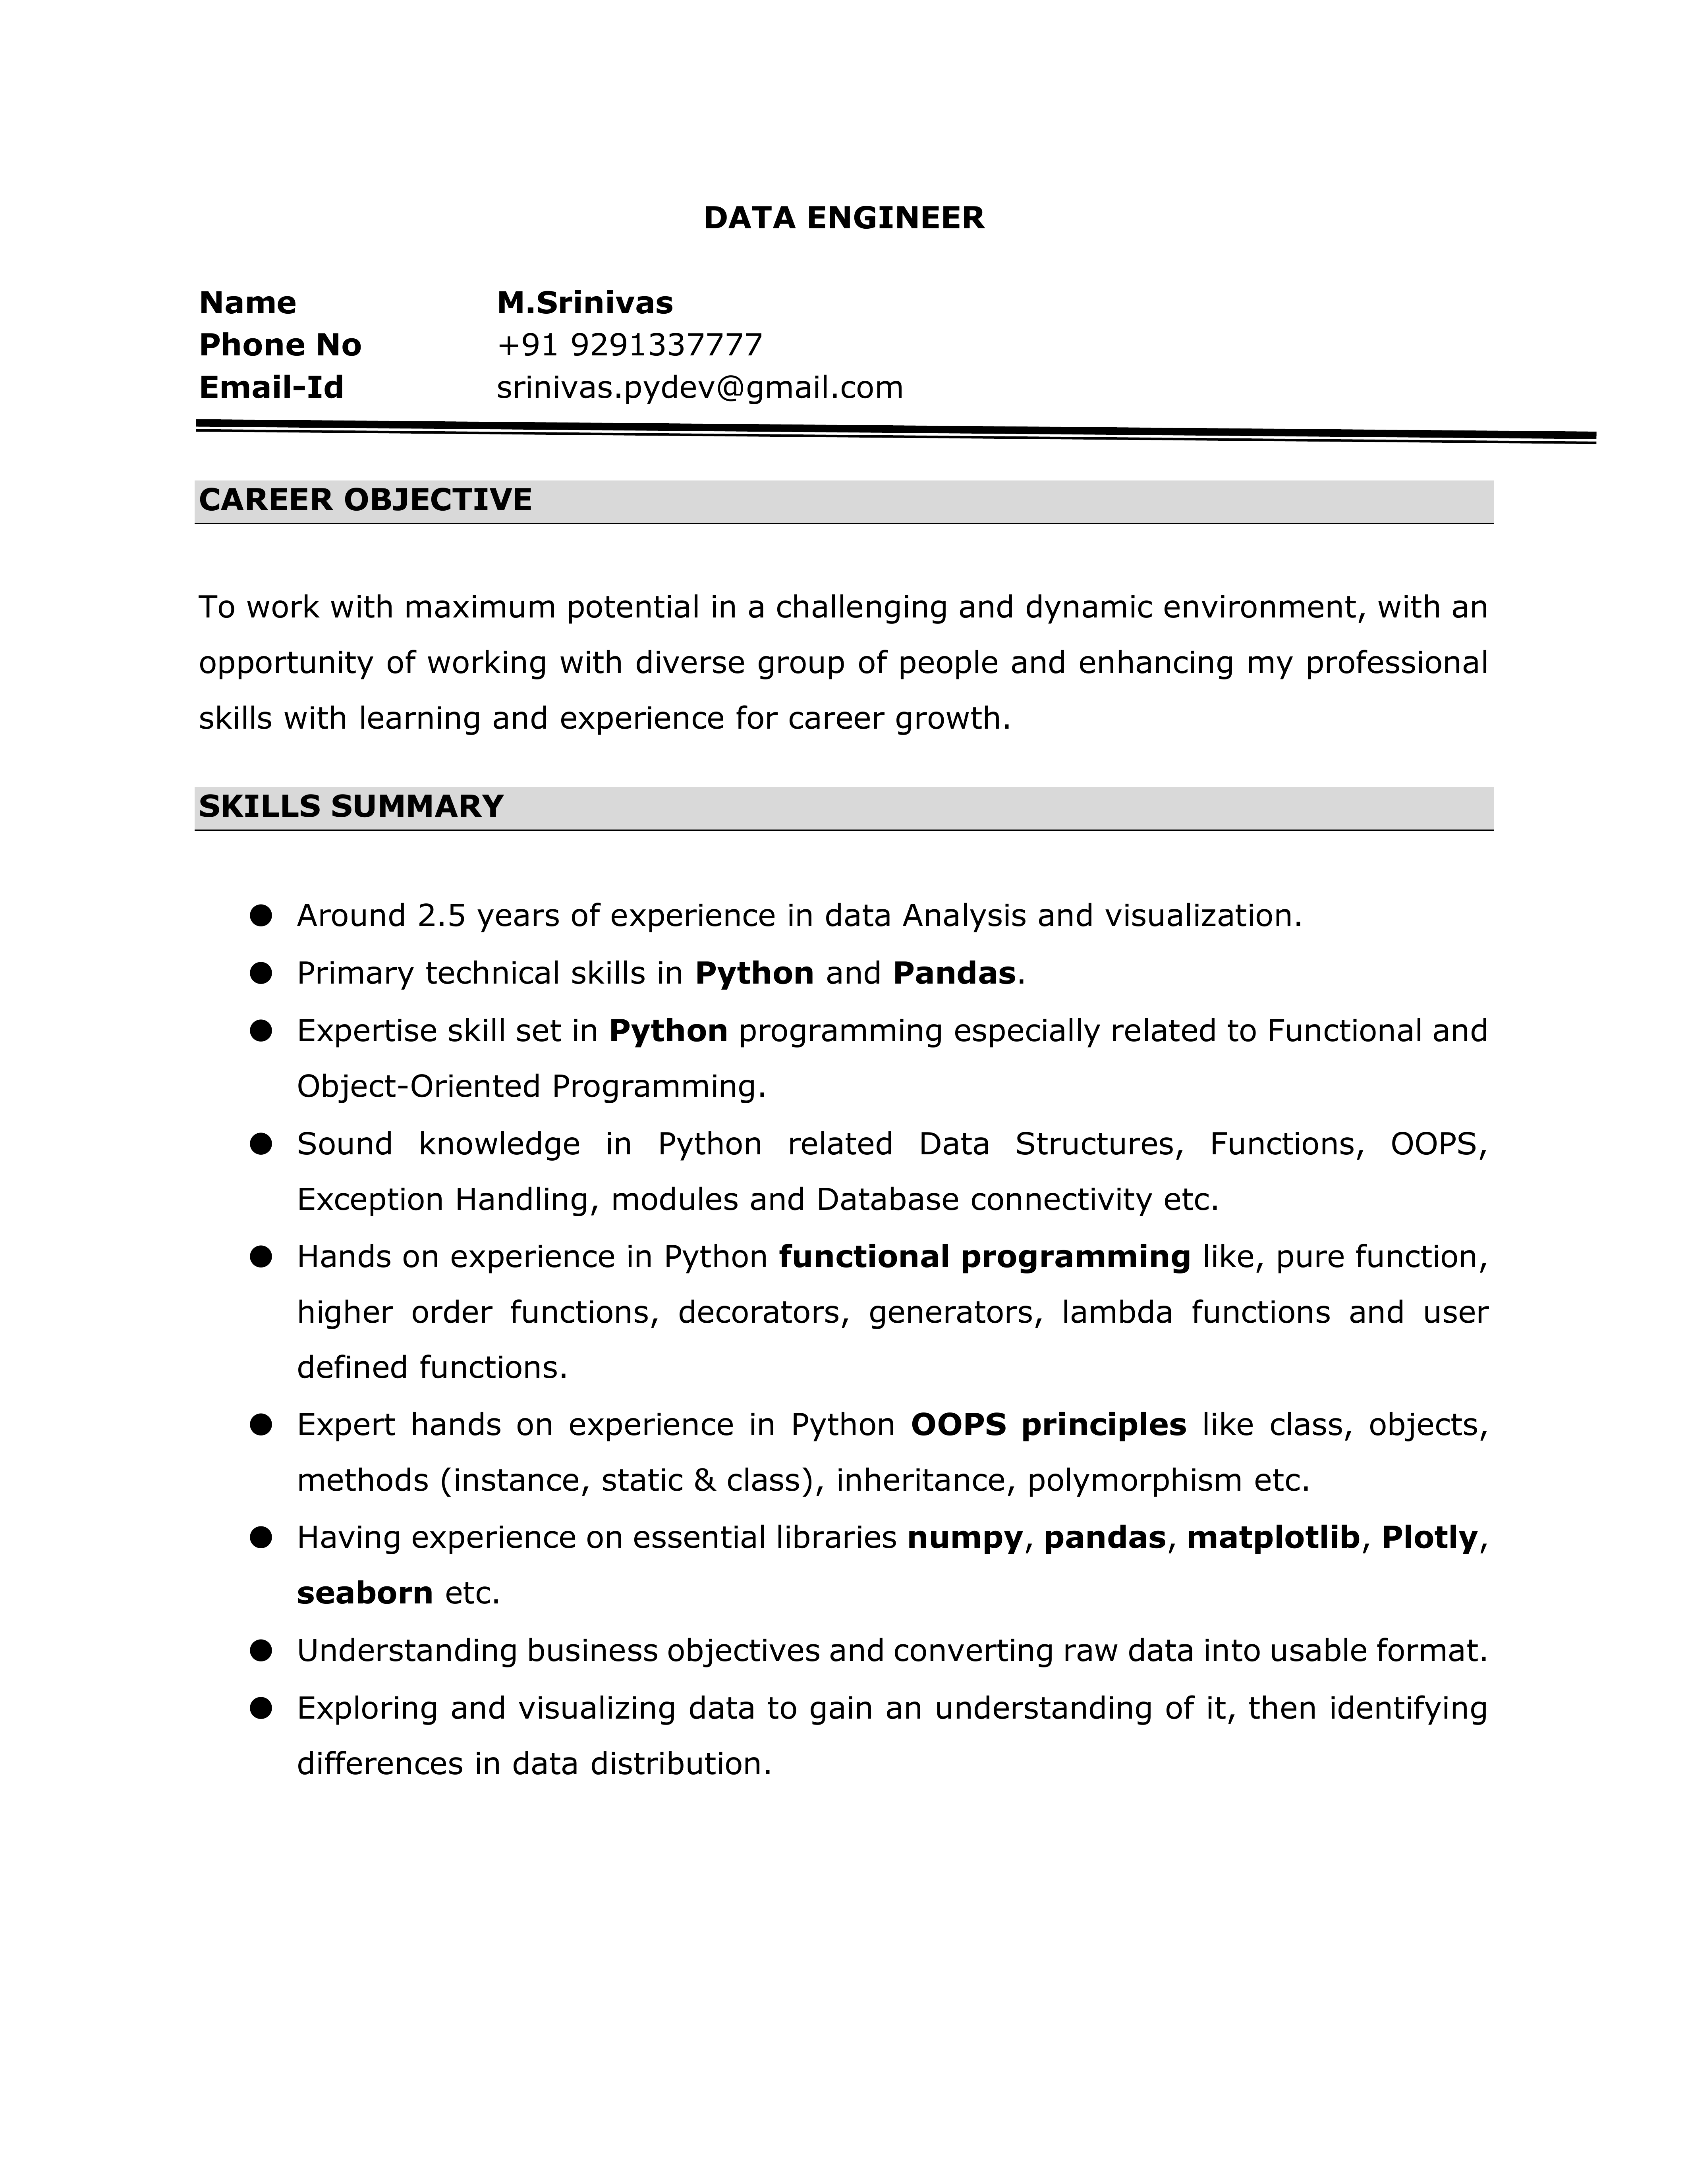 DATA ENGINEER
Name M.Srinivas
Phone No +91 9291337777
Email-Id srinivas.pydev@gmail.com
CAREER OBJECTIVE
To work with maximum potential in a challenging and dynamic environment, with an
opportunity of working with diverse group of people and enhancing my professional
skills with learning and experience for career growth.
SKILLS SUMMARY
● Around 2.5 years of experience in data Analysis and visualization.
● Primary technical skills in Python and Pandas.
● Expertise skill set in Python programming especially related to Functional and
Object-Oriented Programming.
● Sound knowledge in Python related Data Structures, Functions, OOPS,
Exception Handling, modules and Database connectivity etc.
● Hands on experience in Python functional programming like, pure function,
higher order functions, decorators, generators, lambda functions and user
defined functions.
● Expert hands on experience in Python OOPS principles like class, objects,
methods (instance, static & class), inheritance, polymorphism etc.
● Having experience on essential libraries numpy, pandas, matplotlib, Plotly,
seaborn etc.
● Understanding business objectives and converting raw data into usable format.
● Exploring and visualizing data to gain an understanding of it, then identifying
differences in data distribution.